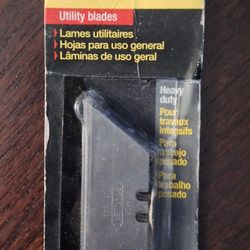 Utility blades
Lames utilitaires
Hojas para uso general
Lâminas de uso geral
Heavy
duty
Pour
travaux
intensifs
Para
trabajo
pesado
Para
trabalho
pesado